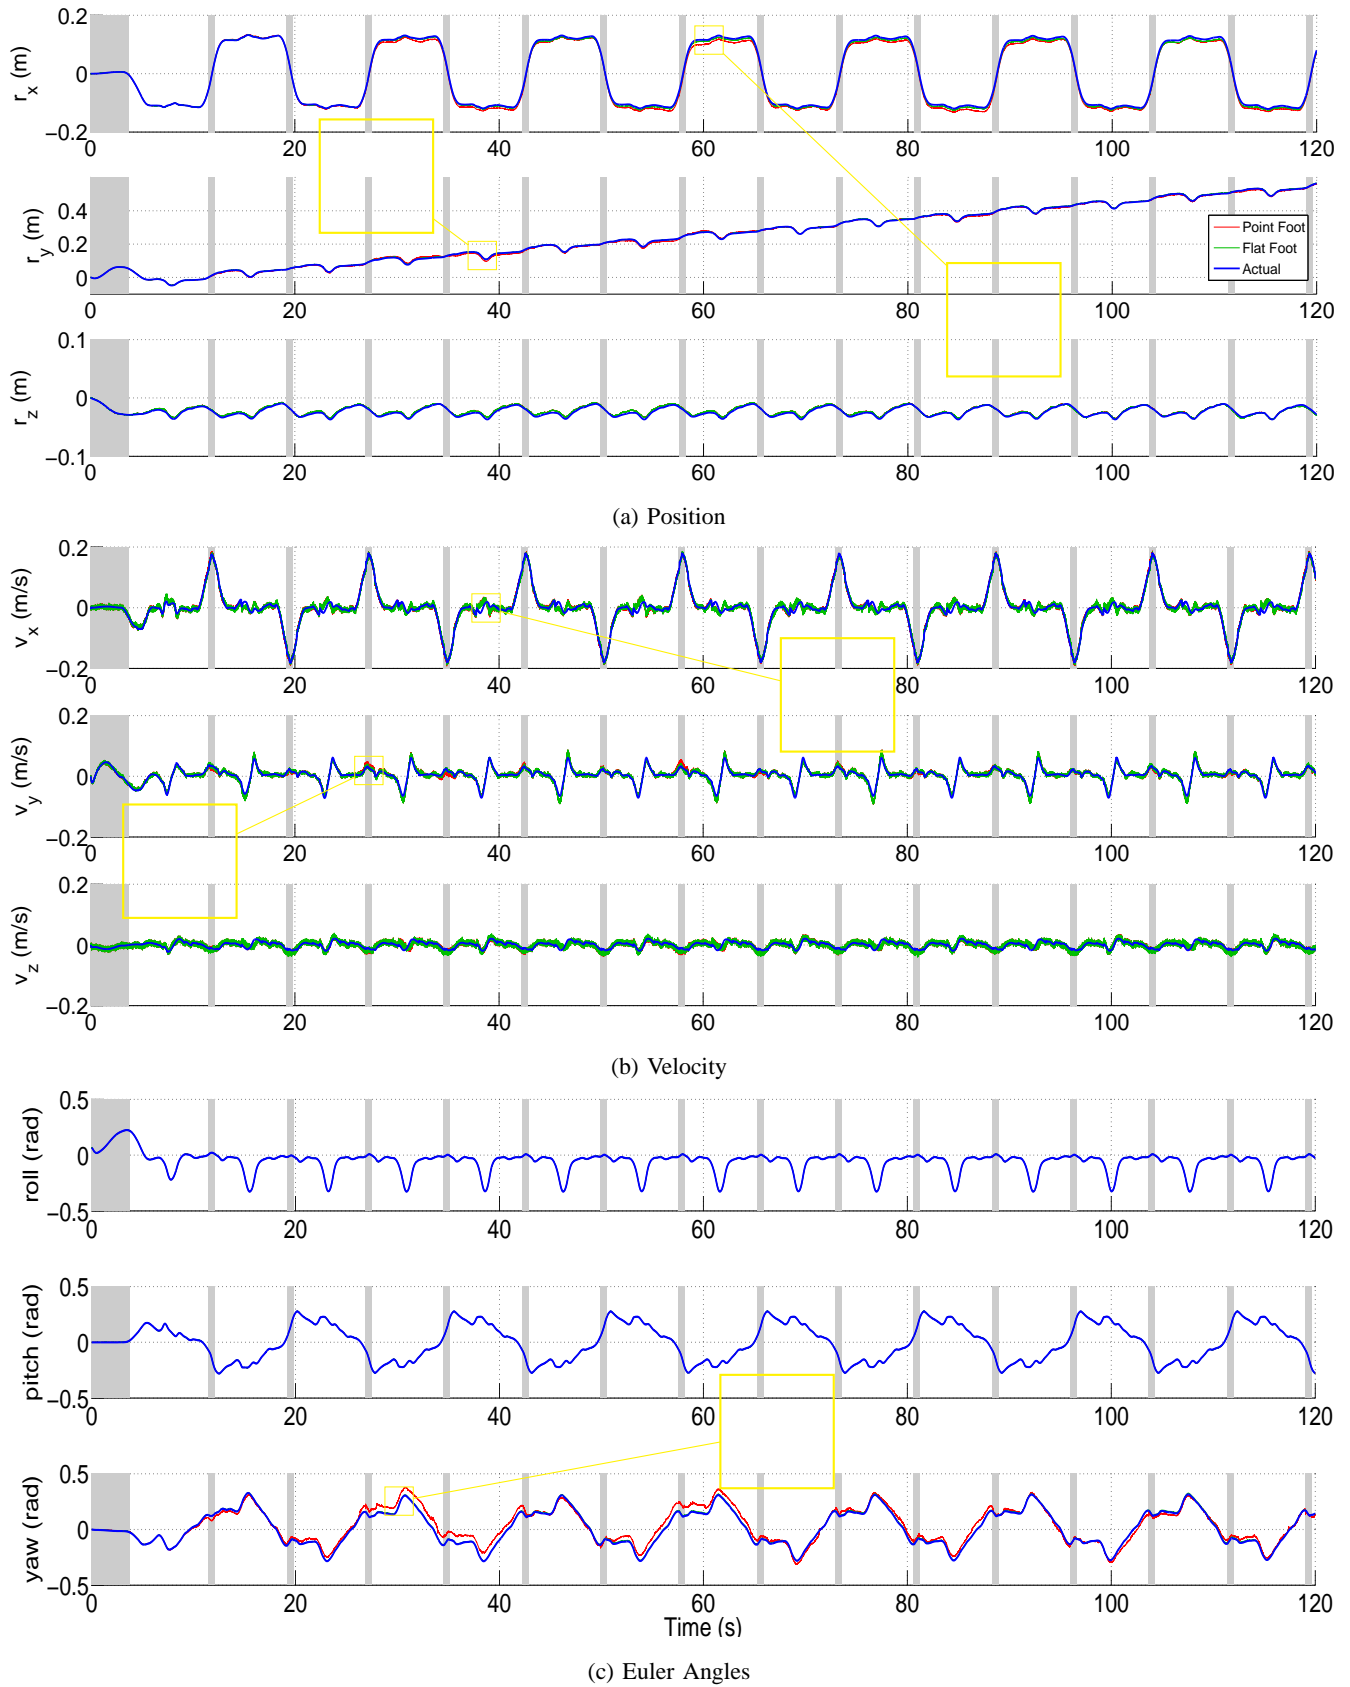 0.2
0
−0.2
r_x (m)
0 20 40 60 80 100 120
0.4
0.2
0
r_y (m)
Point Foot
Flat Foot
Actual
0 20 40 60 80 100 120
0.1
0
−0.1
r_z (m)
0 20 40 60 80 100 120
(a) Position
0.2
0
−0.2
v_x (m/s)
0 20 40 60 80 100 120
0.2
0
−0.2
v_y (m/s)
0 20 40 60 80 100 120
0.2
0
−0.2
v_z (m/s)
0 20 40 60 80 100 120
(b) Velocity
0.5
0
−0.5
roll (rad)
0 20 40 60 80 100 120
0.5
0
−0.5
pitch (rad)
0 20 40 60 80 100 120
0.5
0
−0.5
yaw (rad)
0 20 40 60 80 100 120
Time (s)
(c) Euler Angles